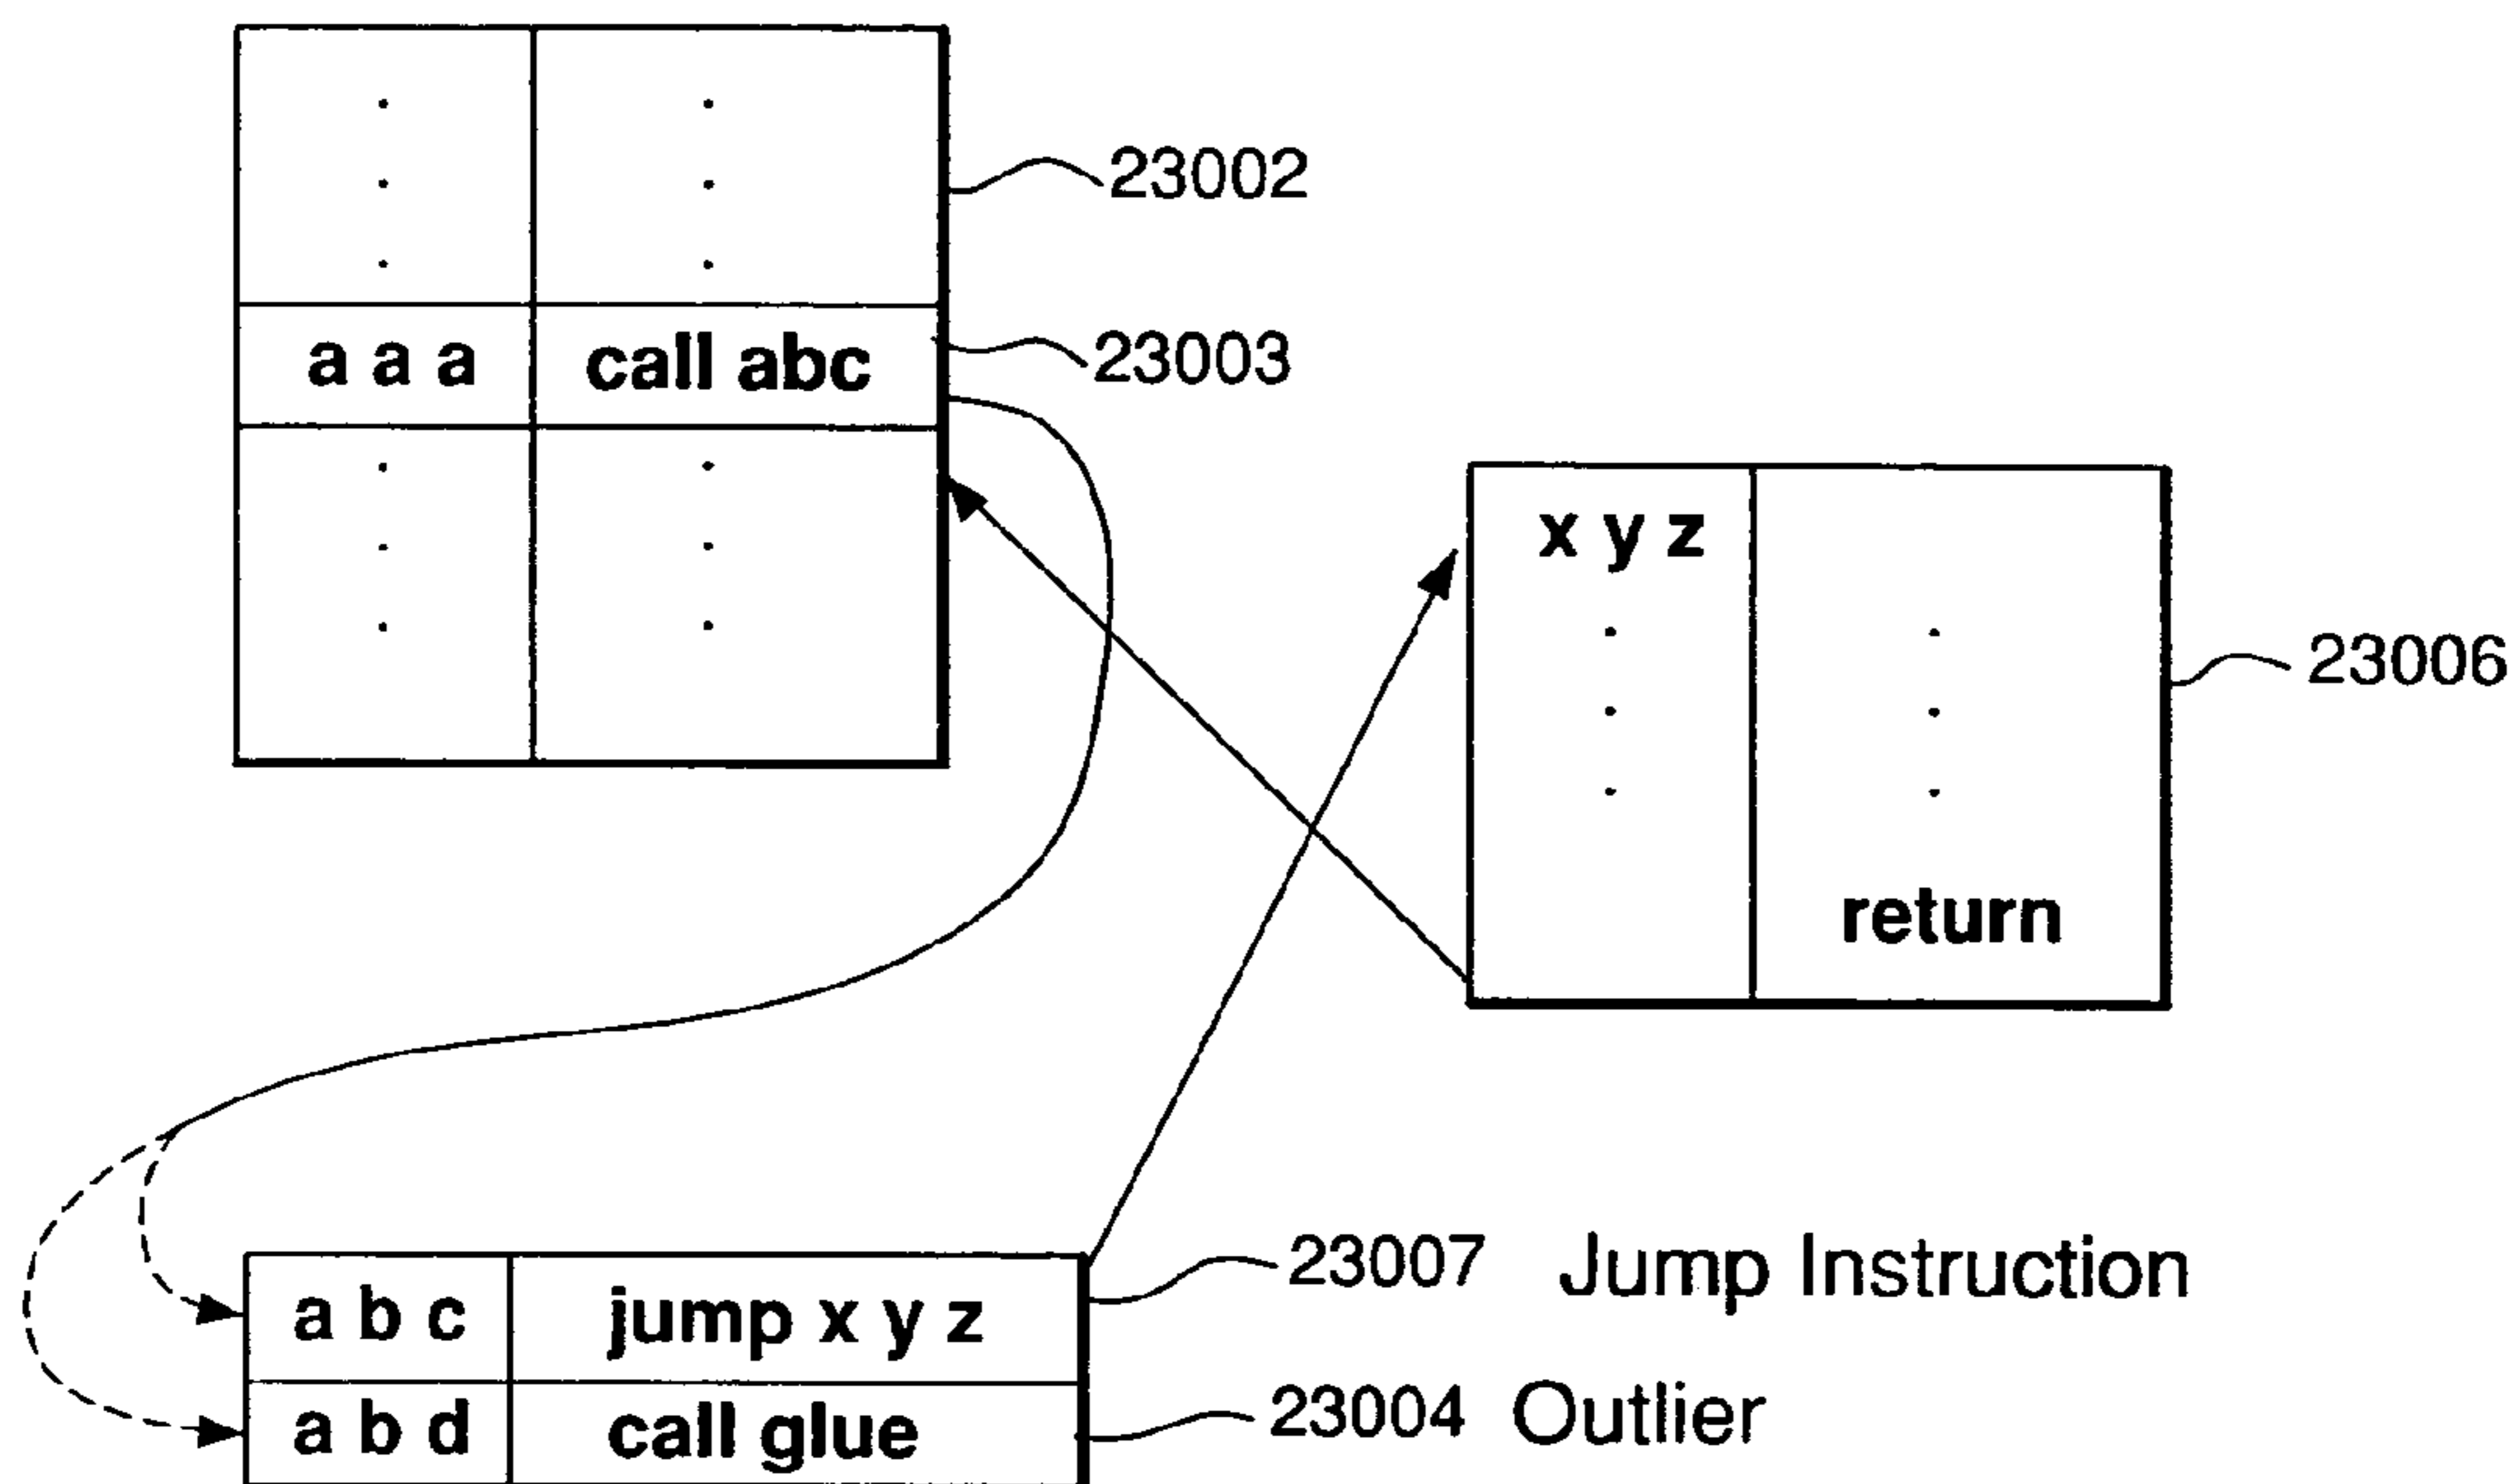 23002
a a a call abc 23003
x y z
23006
return
a b c jump x y z 23007 Jump Instruction
a b d call glue 23004 Outlier